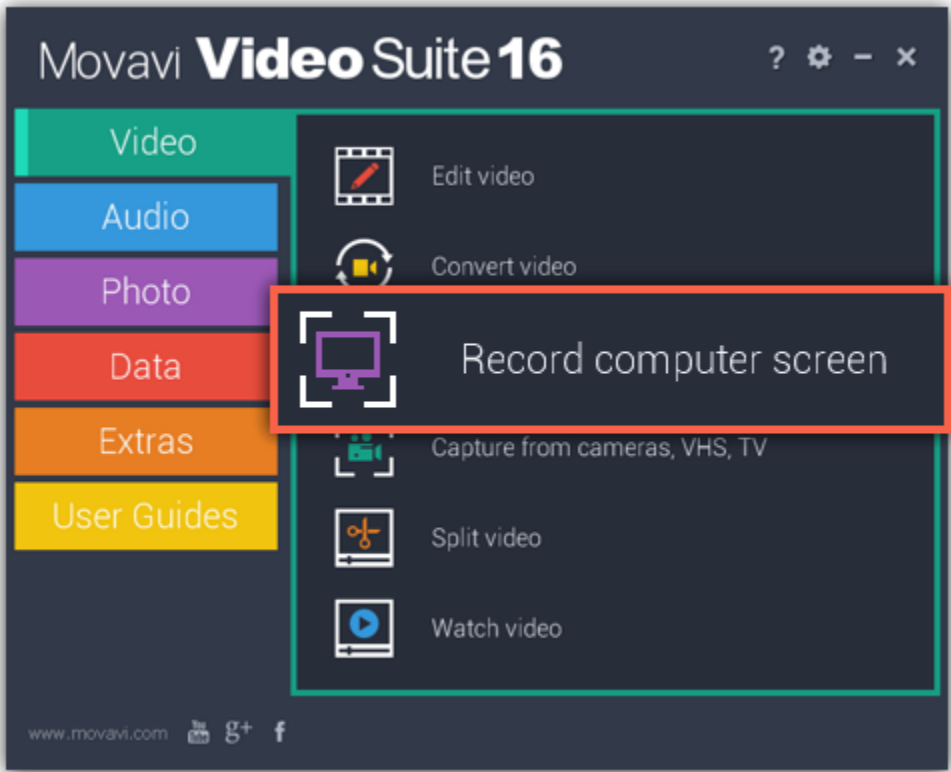 Movavi Video Suite 16
? – ×
Video
Audio
Photo
Data
Extras
User Guides
Edit video
Convert video
Record computer screen
Capture from cameras, VHS, TV
Split video
Watch video
www.movavi.com You Tube g+ f